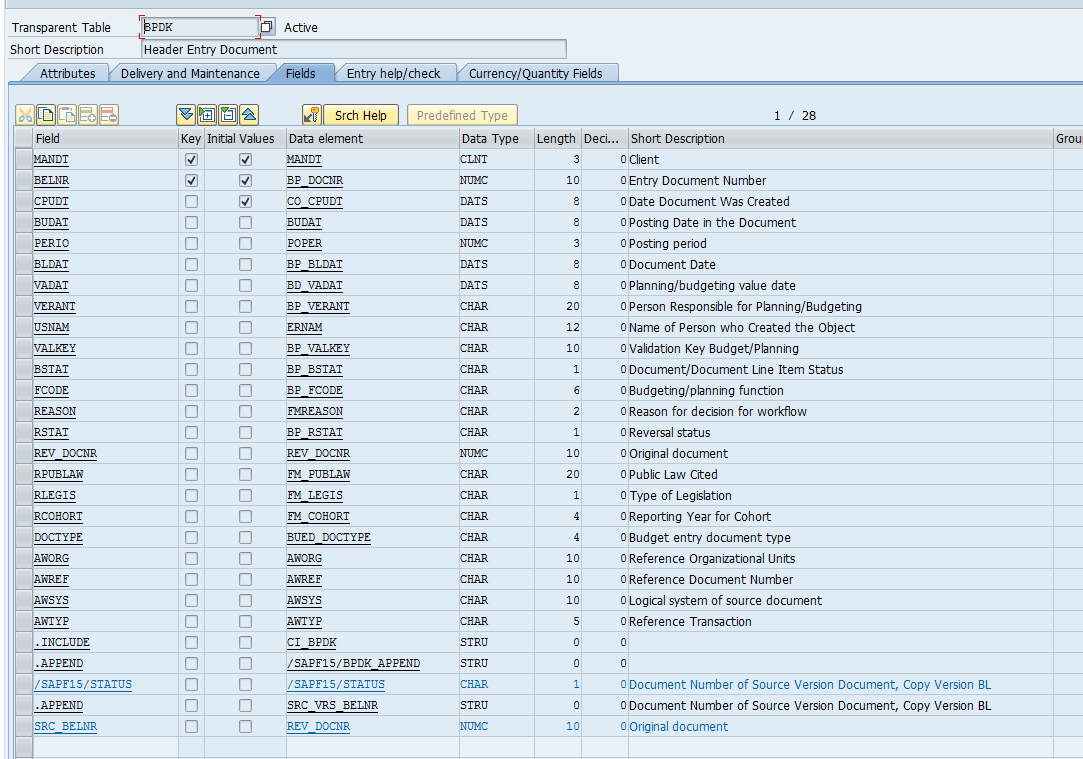 Transparent Table BPDK Active
Short Description Header Entry Document
Attributes Delivery and Maintenance Fields Entry help/check Currency/Quantity Fields
Srch Help Predefined Type 1 / 28
Field Key Initial Values Data element Data Type Length Deci... Short Description Grou
MANDT MANDT CLNT 3 0 Client
BELNR BP_DOCNR NUMC 10 0 Entry Document Number
CPUDT CO_CPUDT DATS 8 0 Date Document Was Created
BUDAT BUDAT DATS 8 0 Posting Date in the Document
PERIO POPER NUMC 3 0 Posting period
BLDAT BP_BLDAT DATS 8 0 Document Date
VADAT BD_VADAT DATS 8 0 Planning/budgeting value date
VERANT BP_VERANT CHAR 20 0 Person Responsible for Planning/Budgeting
USNAM ERNAM CHAR 12 0 Name of Person who Created the Object
VALKEY BP_VALKEY CHAR 10 0 Validation Key Budget/Planning
BSTAT BP_BSTAT CHAR 1 0 Document/Document Line Item Status
FCODE BP_FCODE CHAR 6 0 Budgeting/planning function
REASON FMREASON CHAR 2 0 Reason for decision for workflow
RSTAT BP_RSTAT CHAR 1 0 Reversal status
REV_DOCNR REV_DOCNR NUMC 10 0 Original document
RPUBLAW FM_PUBLAW CHAR 20 0 Public Law Cited
RLEGIS FM_LEGIS CHAR 1 0 Type of Legislation
RCOHORT FM_COHORT CHAR 4 0 Reporting Year for Cohort
DOCTYPE BUED_DOCTYPE CHAR 4 0 Budget entry document type
AWORG AWORG CHAR 10 0 Reference Organizational Units
AWREF AWREF CHAR 10 0 Reference Document Number
AWSYS AWSYS CHAR 10 0 Logical system of source document
AWTYP AWTYP CHAR 5 0 Reference Transaction
.INCLUDE CI_BPDK STRU 0 0
.APPEND /SAPF15/BPDK_APPEND STRU 0 0
/SAPF15/STATUS /SAPF15/STATUS CHAR 1 0 Document Number of Source Version Document, Copy Version BL
.APPEND SRC_VRS_BELNR STRU 0 0 Document Number of Source Version Document, Copy Version BL
SRC_BELNR REV_DOCNR NUMC 10 0 Original document